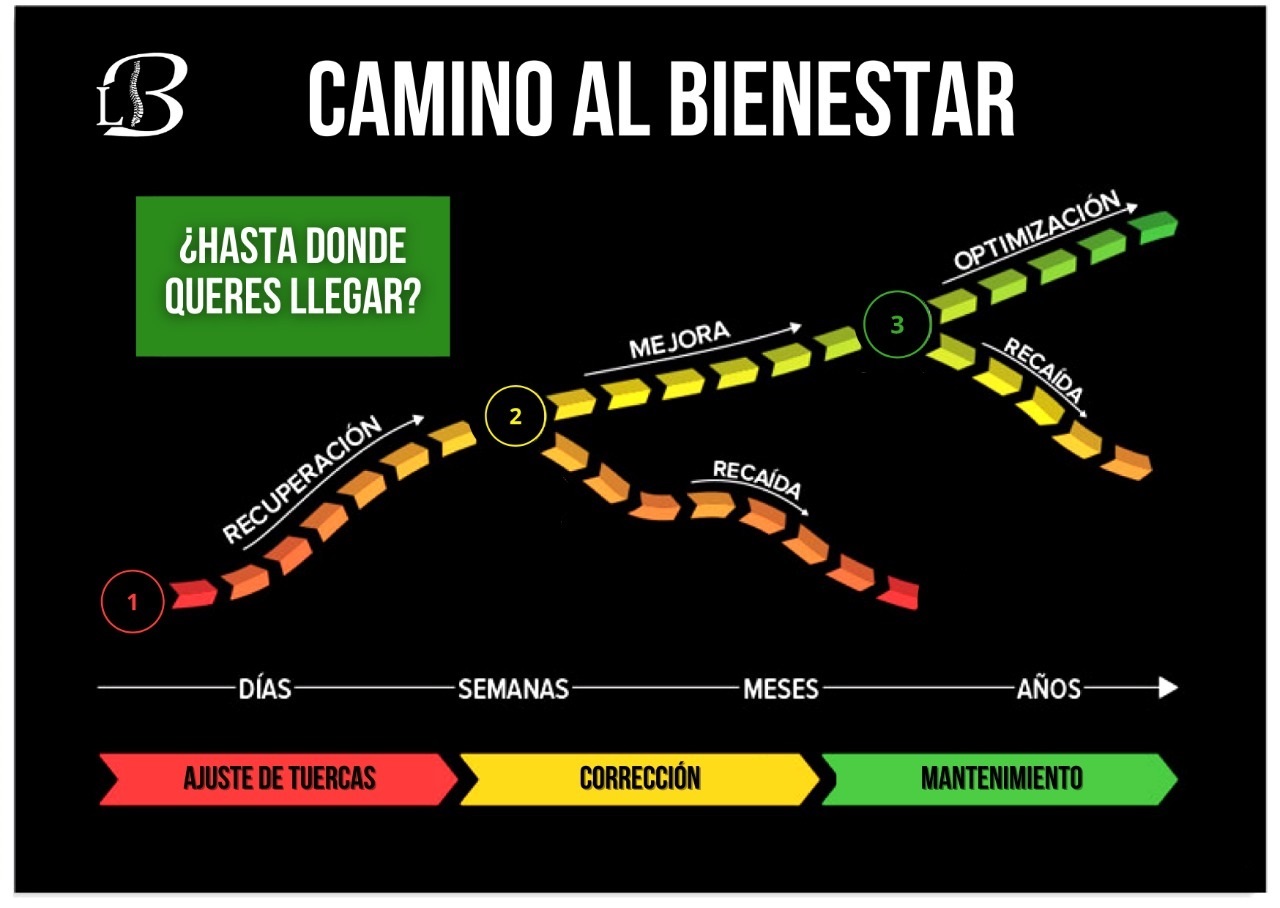 LB
CAMINO AL BIENESTAR
¿HASTA DONDE
QUERES LLEGAR?
OPTIMIZACIÓN
MEJORA
3
RECAÍDA
2
RECUPERACIÓN
RECAÍDA
1
DÍAS SEMANAS MESES AÑOS
AJUSTE DE TUERCAS CORRECCIÓN MANTENIMIENTO